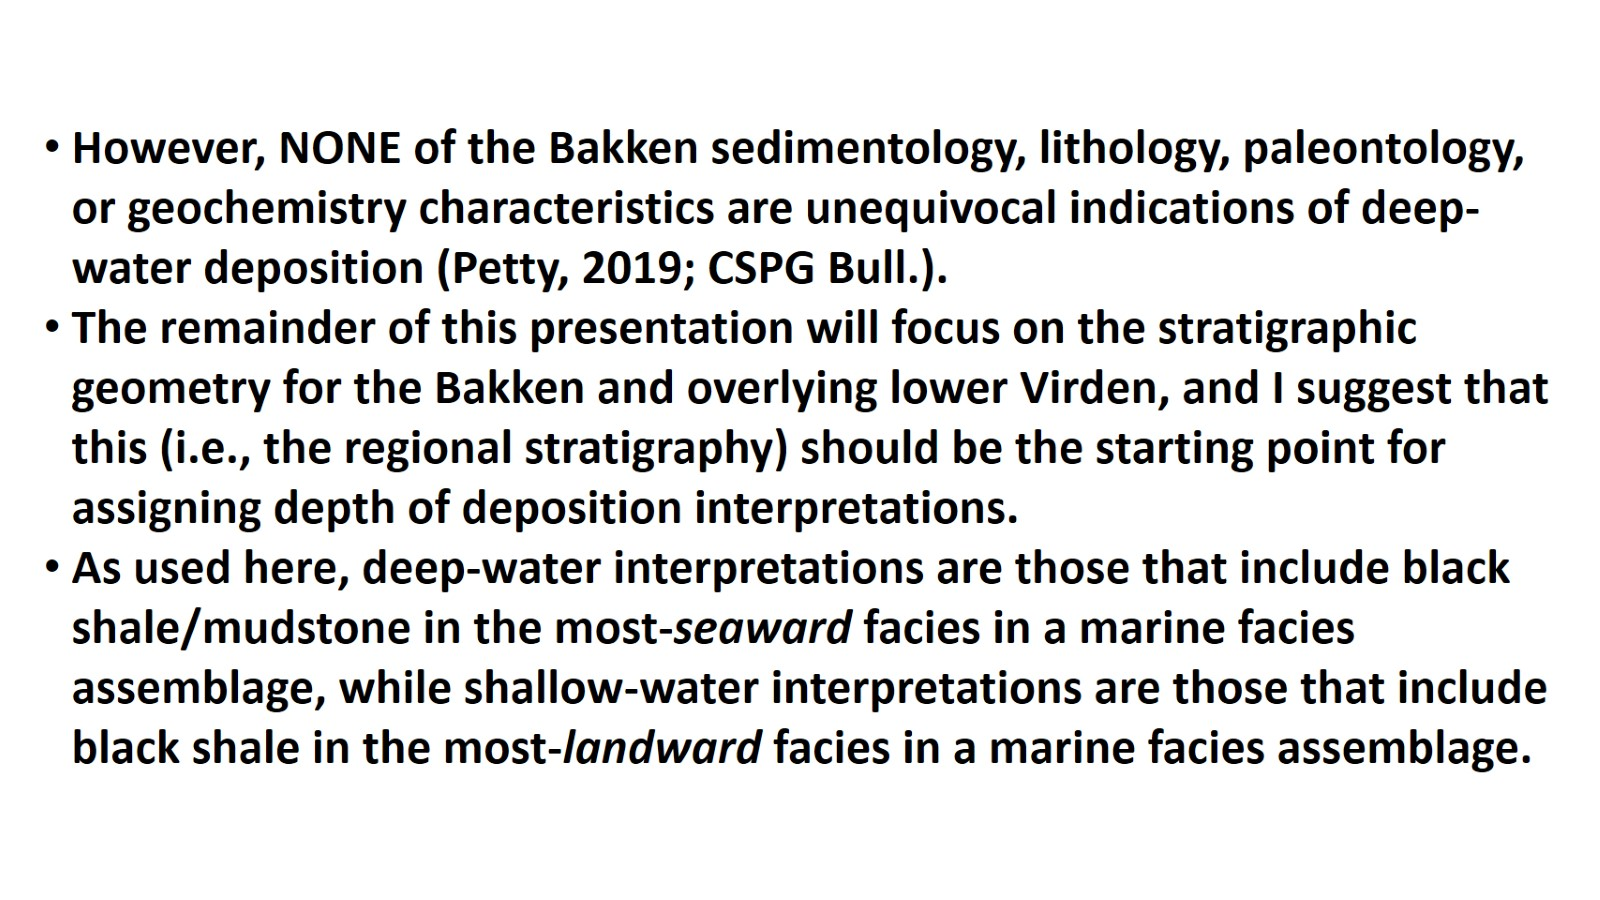 • However, NONE of the Bakken sedimentology, lithology, paleontology,
or geochemistry characteristics are unequivocal indications of deep-
water deposition (Petty, 2019; CSPG Bull.).
• The remainder of this presentation will focus on the stratigraphic
geometry for the Bakken and overlying lower Virden, and I suggest that
this (i.e., the regional stratigraphy) should be the starting point for
assigning depth of deposition interpretations.
• As used here, deep-water interpretations are those that include black
shale/mudstone in the most-seaward facies in a marine facies
assemblage, while shallow-water interpretations are those that include
black shale in the most-landward facies in a marine facies assemblage.